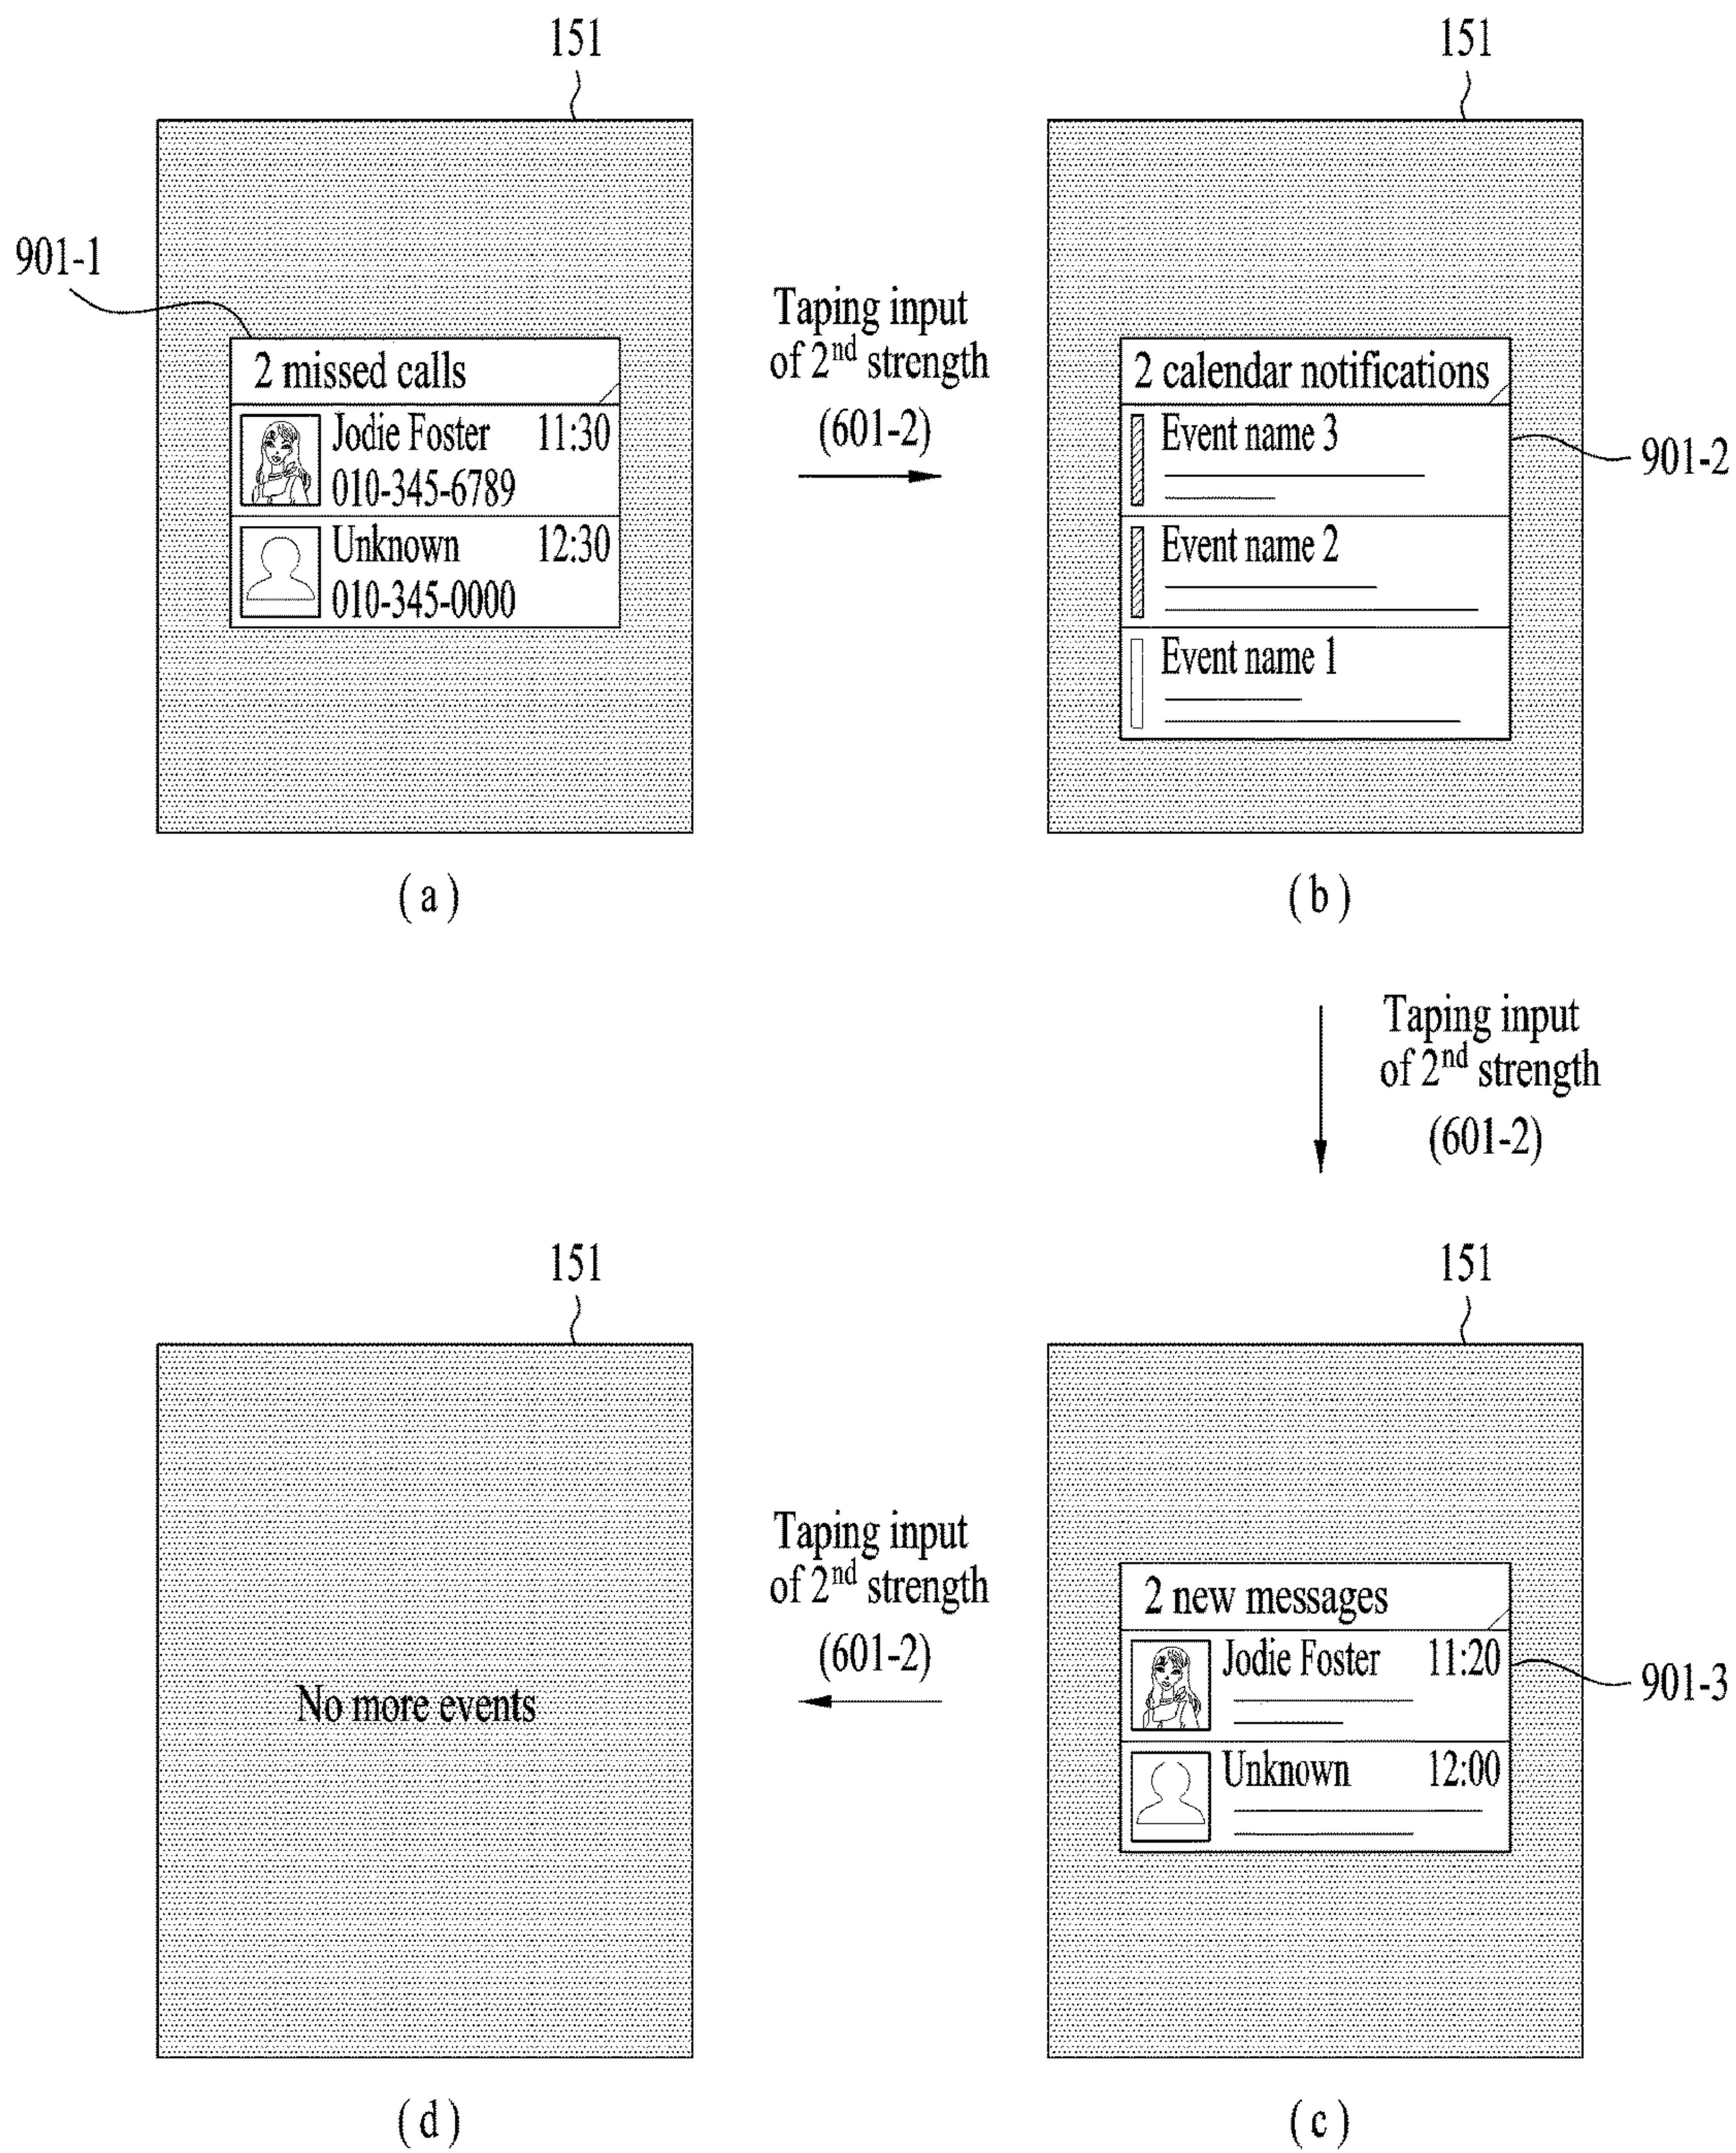 151
901-1
2 missed calls
Jodie Foster 11:30
010-345-6789
Unknown 12:30
010-345-0000
(a)
Taping input
of 2nd strength
(601-2)
151
2 calendar notifications
Event name 3
Event name 2
Event name 1
901-2
(b)
Taping input
of 2nd strength
(601-2)
151
2 new messages
Jodie Foster 11:20
Unknown 12:00
901-3
(c)
Taping input
of 2nd strength
(601-2)
151
No more events
(d)